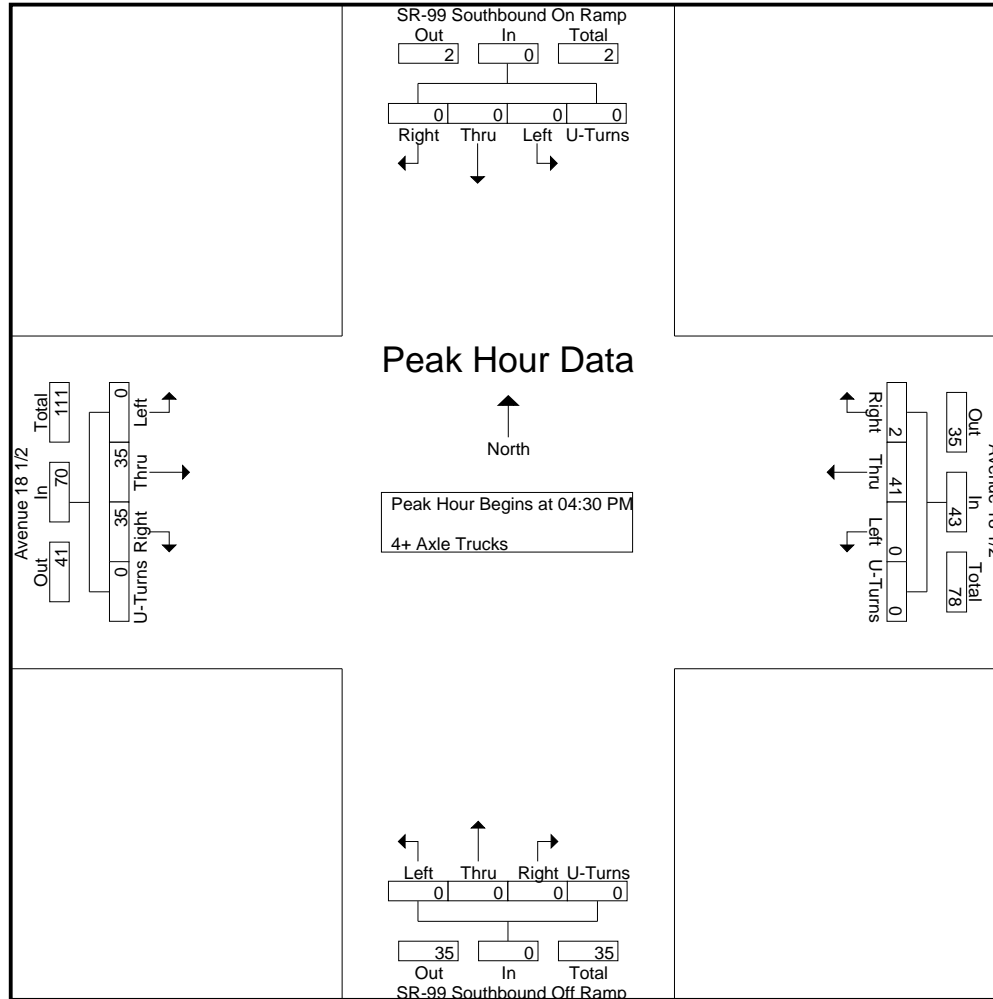 SR-99 Southbound On Ramp
Out In Total
2 0 2
0 0 0 0
Right Thru Left U-Turns
Peak Hour Data
North
Peak Hour Begins at 04:30 PM
4+ Axle Trucks
Avenue 18 1/2
Total In Out
111 70 41
0 35 35 0
Left Thru Right U-Turns
Out In Total
35 43 78
2 41 0 0
Right Thru Left U-Turns
Left Thru Right U-Turns
0 0 0 0
35 0 35
Out In Total
SR-99 Southbound Off Ramp